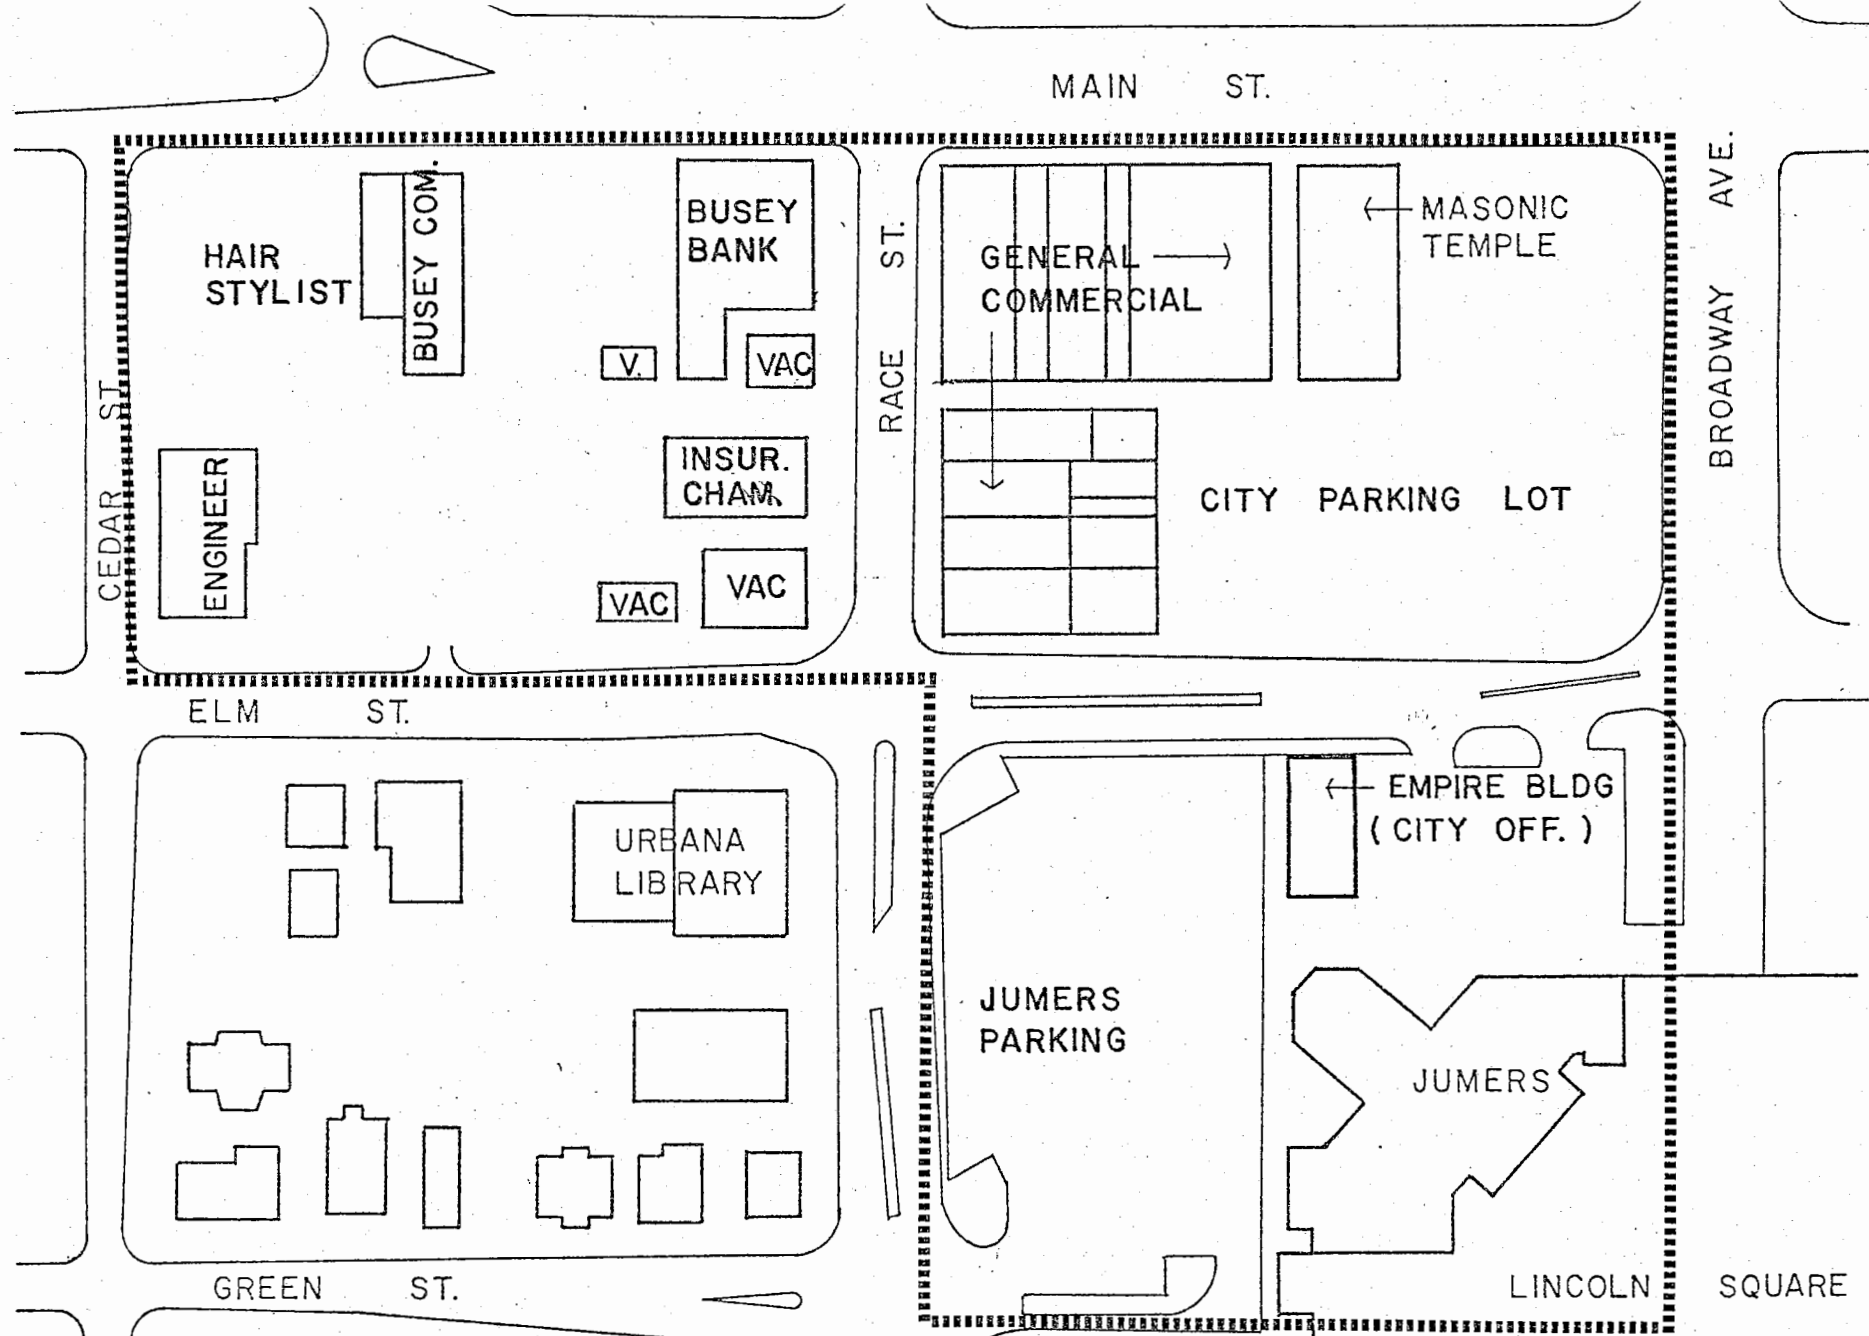 MAIN ST.
BROADWAY AVE.
HAIR
STYLIST
BUSEY COM.
BUSEY
BANK
RACE ST.
GENERAL
COMMERCIAL
MASONIC
TEMPLE
V.
VAC
CEDAR ST
ENGINEER
INSUR.
CHAM.
CITY PARKING LOT
VAC
VAC
ELM ST.
URBANA
LIBRARY
EMPIRE BLDG
(CITY OFF.)
JUMERS
PARKING
JUMERS
GREEN ST.
LINCOLN SQUARE